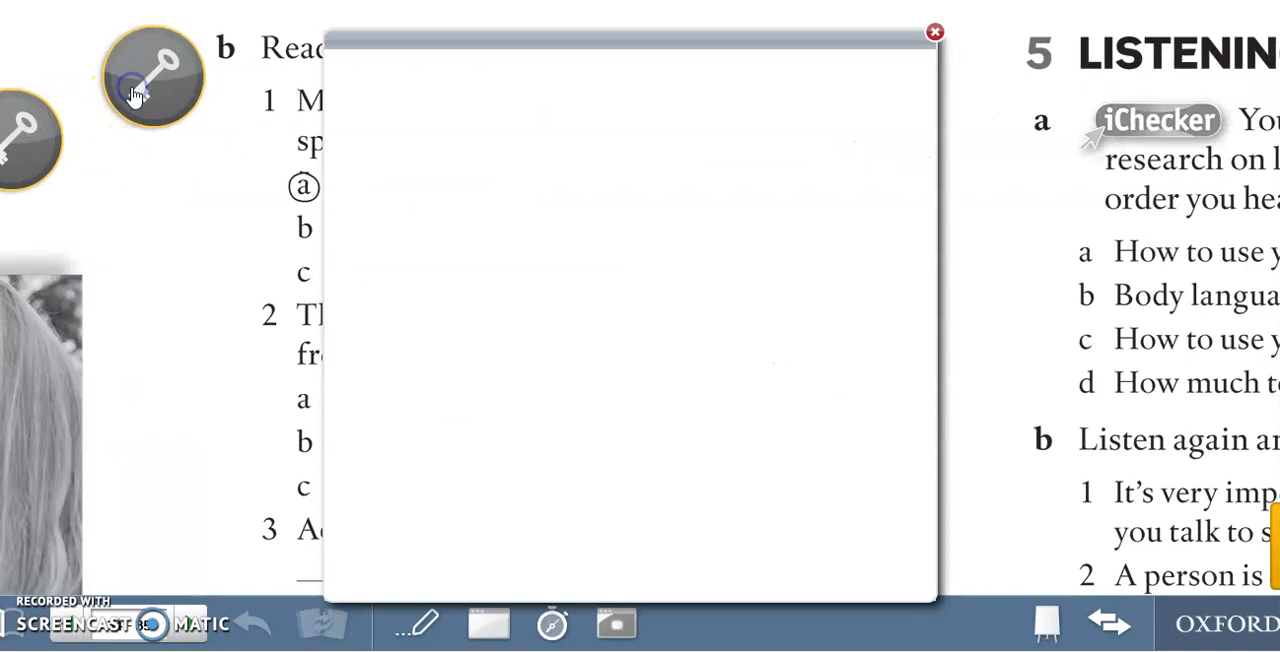 b Read
1 M
sp
a
b
c
2 Th
fr
a
b
c
3 A
5 LISTENING
a iChecker You
research on l
order you hea
a How to use y
b Body langua
c How to use y
d How much to
b Listen again an
1 It's very imp
you talk to s
2 A person is
RECORDED WITH
SCREENCAST MATIC
OXFORD